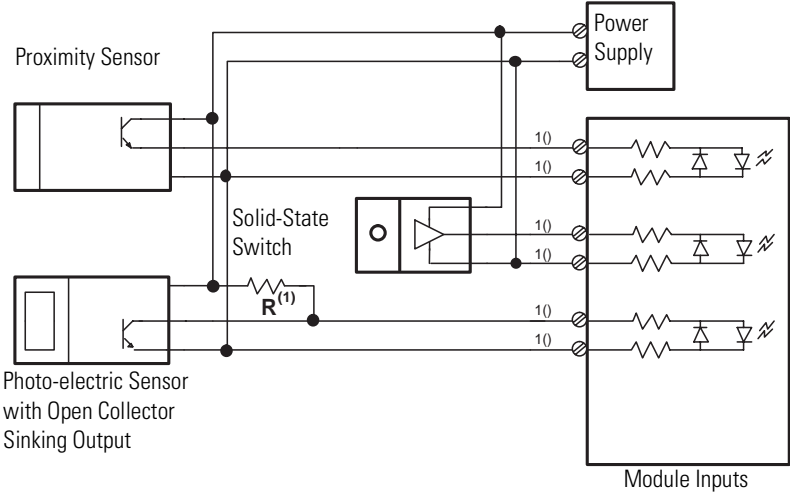 Power
Supply
Proximity Sensor
1()
1()
Solid-State
Switch
1()
1()
R(1)
1()
1()
Photo-electric Sensor
with Open Collector
Sinking Output
Module Inputs